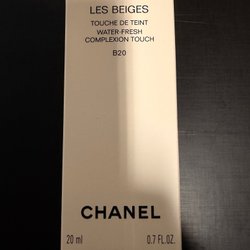 LES BEIGES
TOUCHE DE TEINT
WATER-FRESH
COMPLEXION TOUCH
B20
CHANEL
20 ml 0.7 FL.OZ.